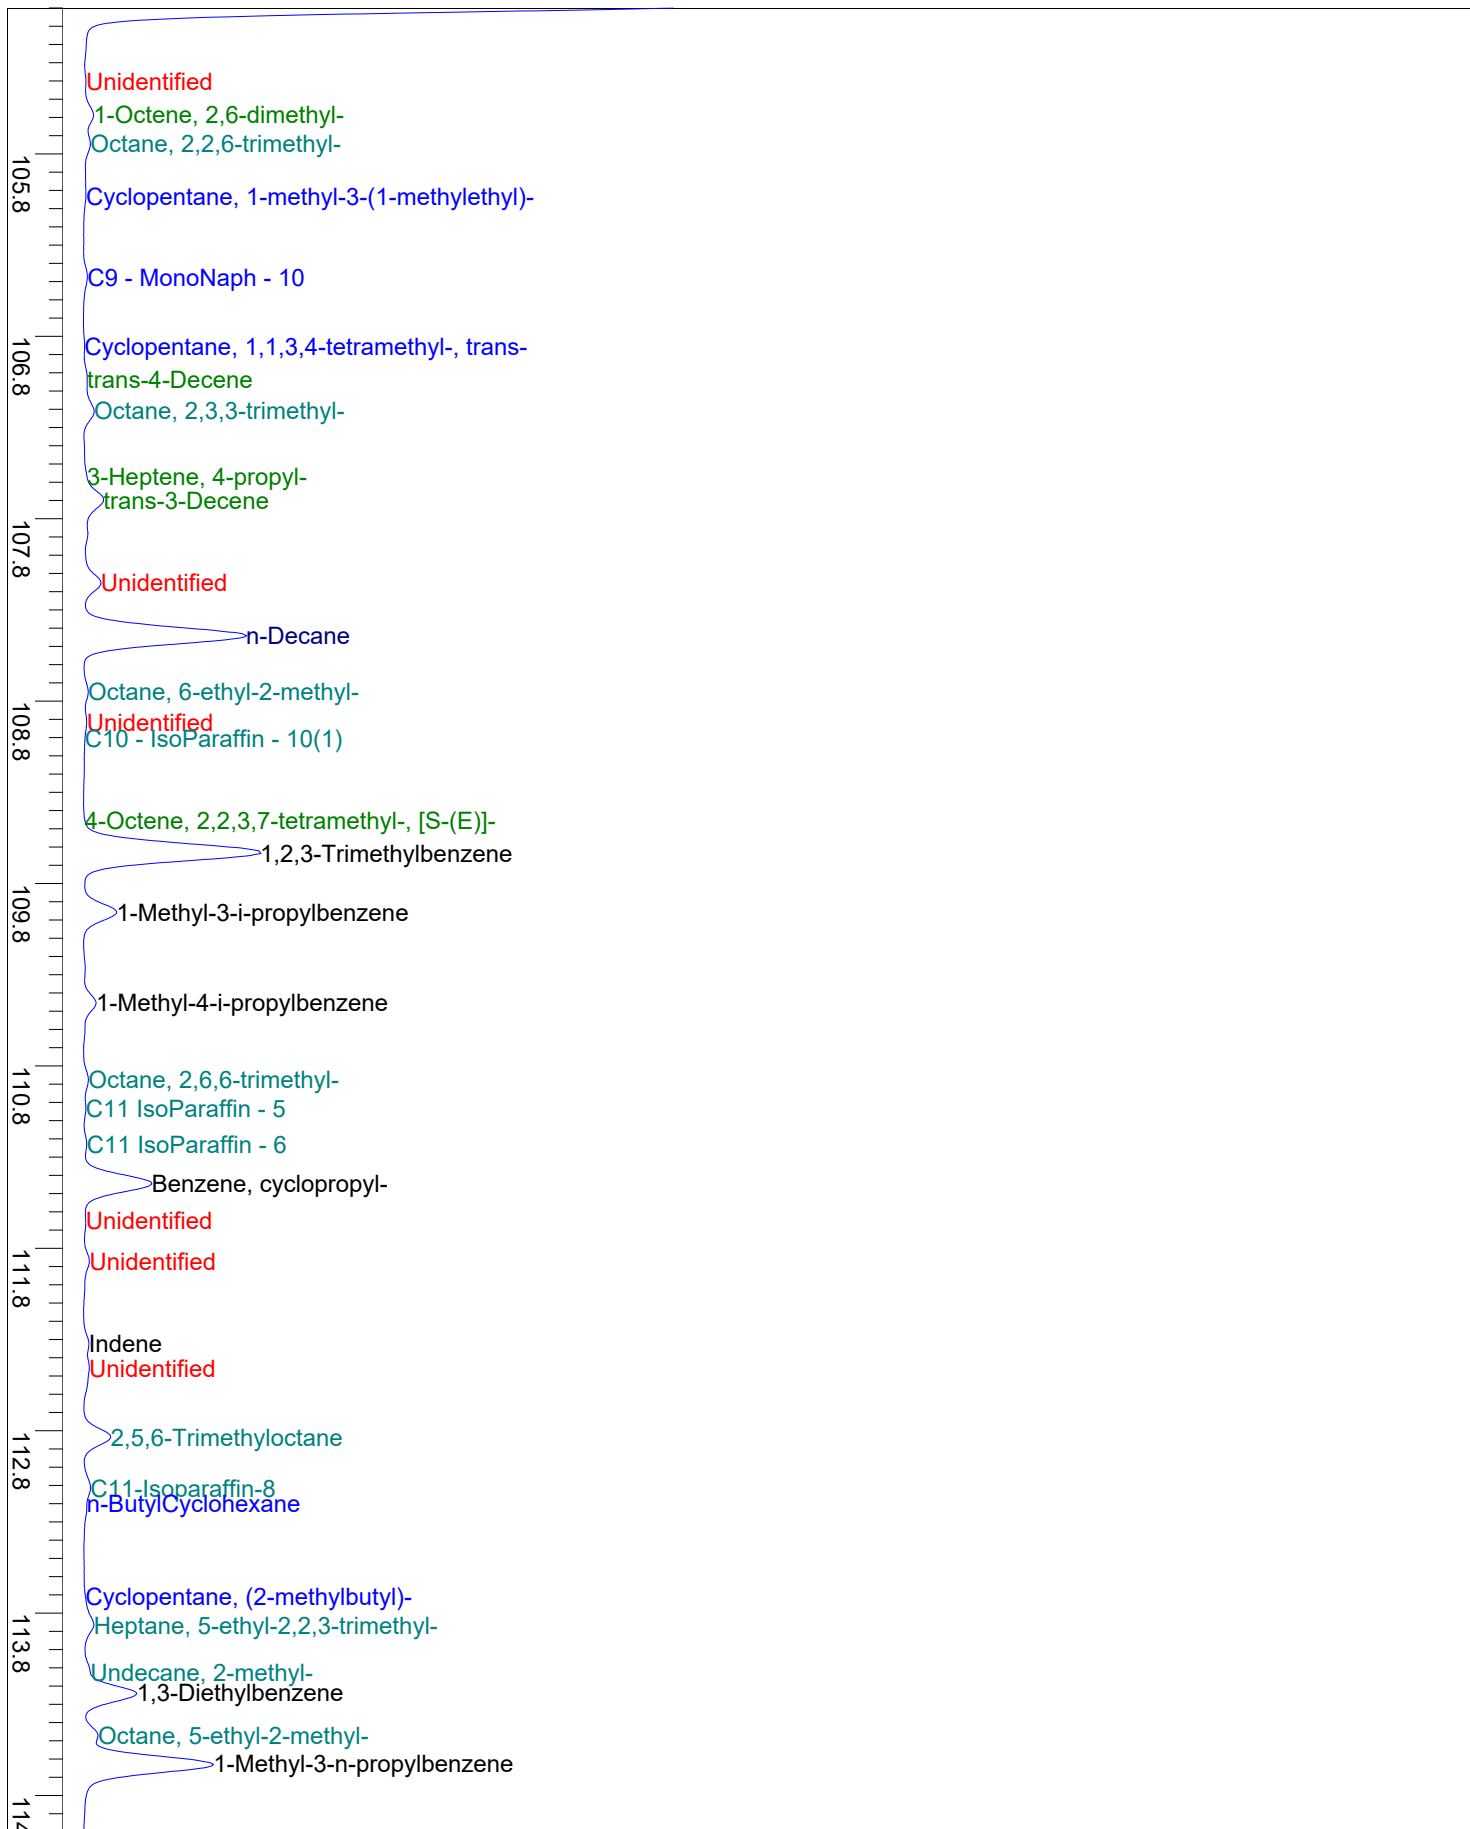 Unidentified
1-Octene, 2,6-dimethyl-
Octane, 2,2,6-trimethyl-
105.8
Cyclopentane, 1-methyl-3-(1-methylethyl)-
C9 - MonoNaph - 10
Cyclopentane, 1,1,3,4-tetramethyl-, trans-
106.8
trans-4-Decene
Octane, 2,3,3-trimethyl-
3-Heptene, 4-propyl-
trans-3-Decene
107.8
Unidentified
n-Decane
Octane, 6-ethyl-2-methyl-
Unidentified
108.8
C10 - IsoParaffin - 10(1)
4-Octene, 2,2,3,7-tetramethyl-, [S-(E)]-
1,2,3-Trimethylbenzene
109.8
1-Methyl-3-i-propylbenzene
1-Methyl-4-i-propylbenzene
Octane, 2,6,6-trimethyl-
110.8
C11 IsoParaffin - 5
C11 IsoParaffin - 6
Benzene, cyclopropyl-
Unidentified
Unidentified
111.8
Indene
Unidentified
2,5,6-Trimethyloctane
112.8
C11-Isoparaffin-8
n-ButylCyclohexane
Cyclopentane, (2-methylbutyl)-
Heptane, 5-ethyl-2,2,3-trimethyl-
113.8
Undecane, 2-methyl-
1,3-Diethylbenzene
Octane, 5-ethyl-2-methyl-
1-Methyl-3-n-propylbenzene